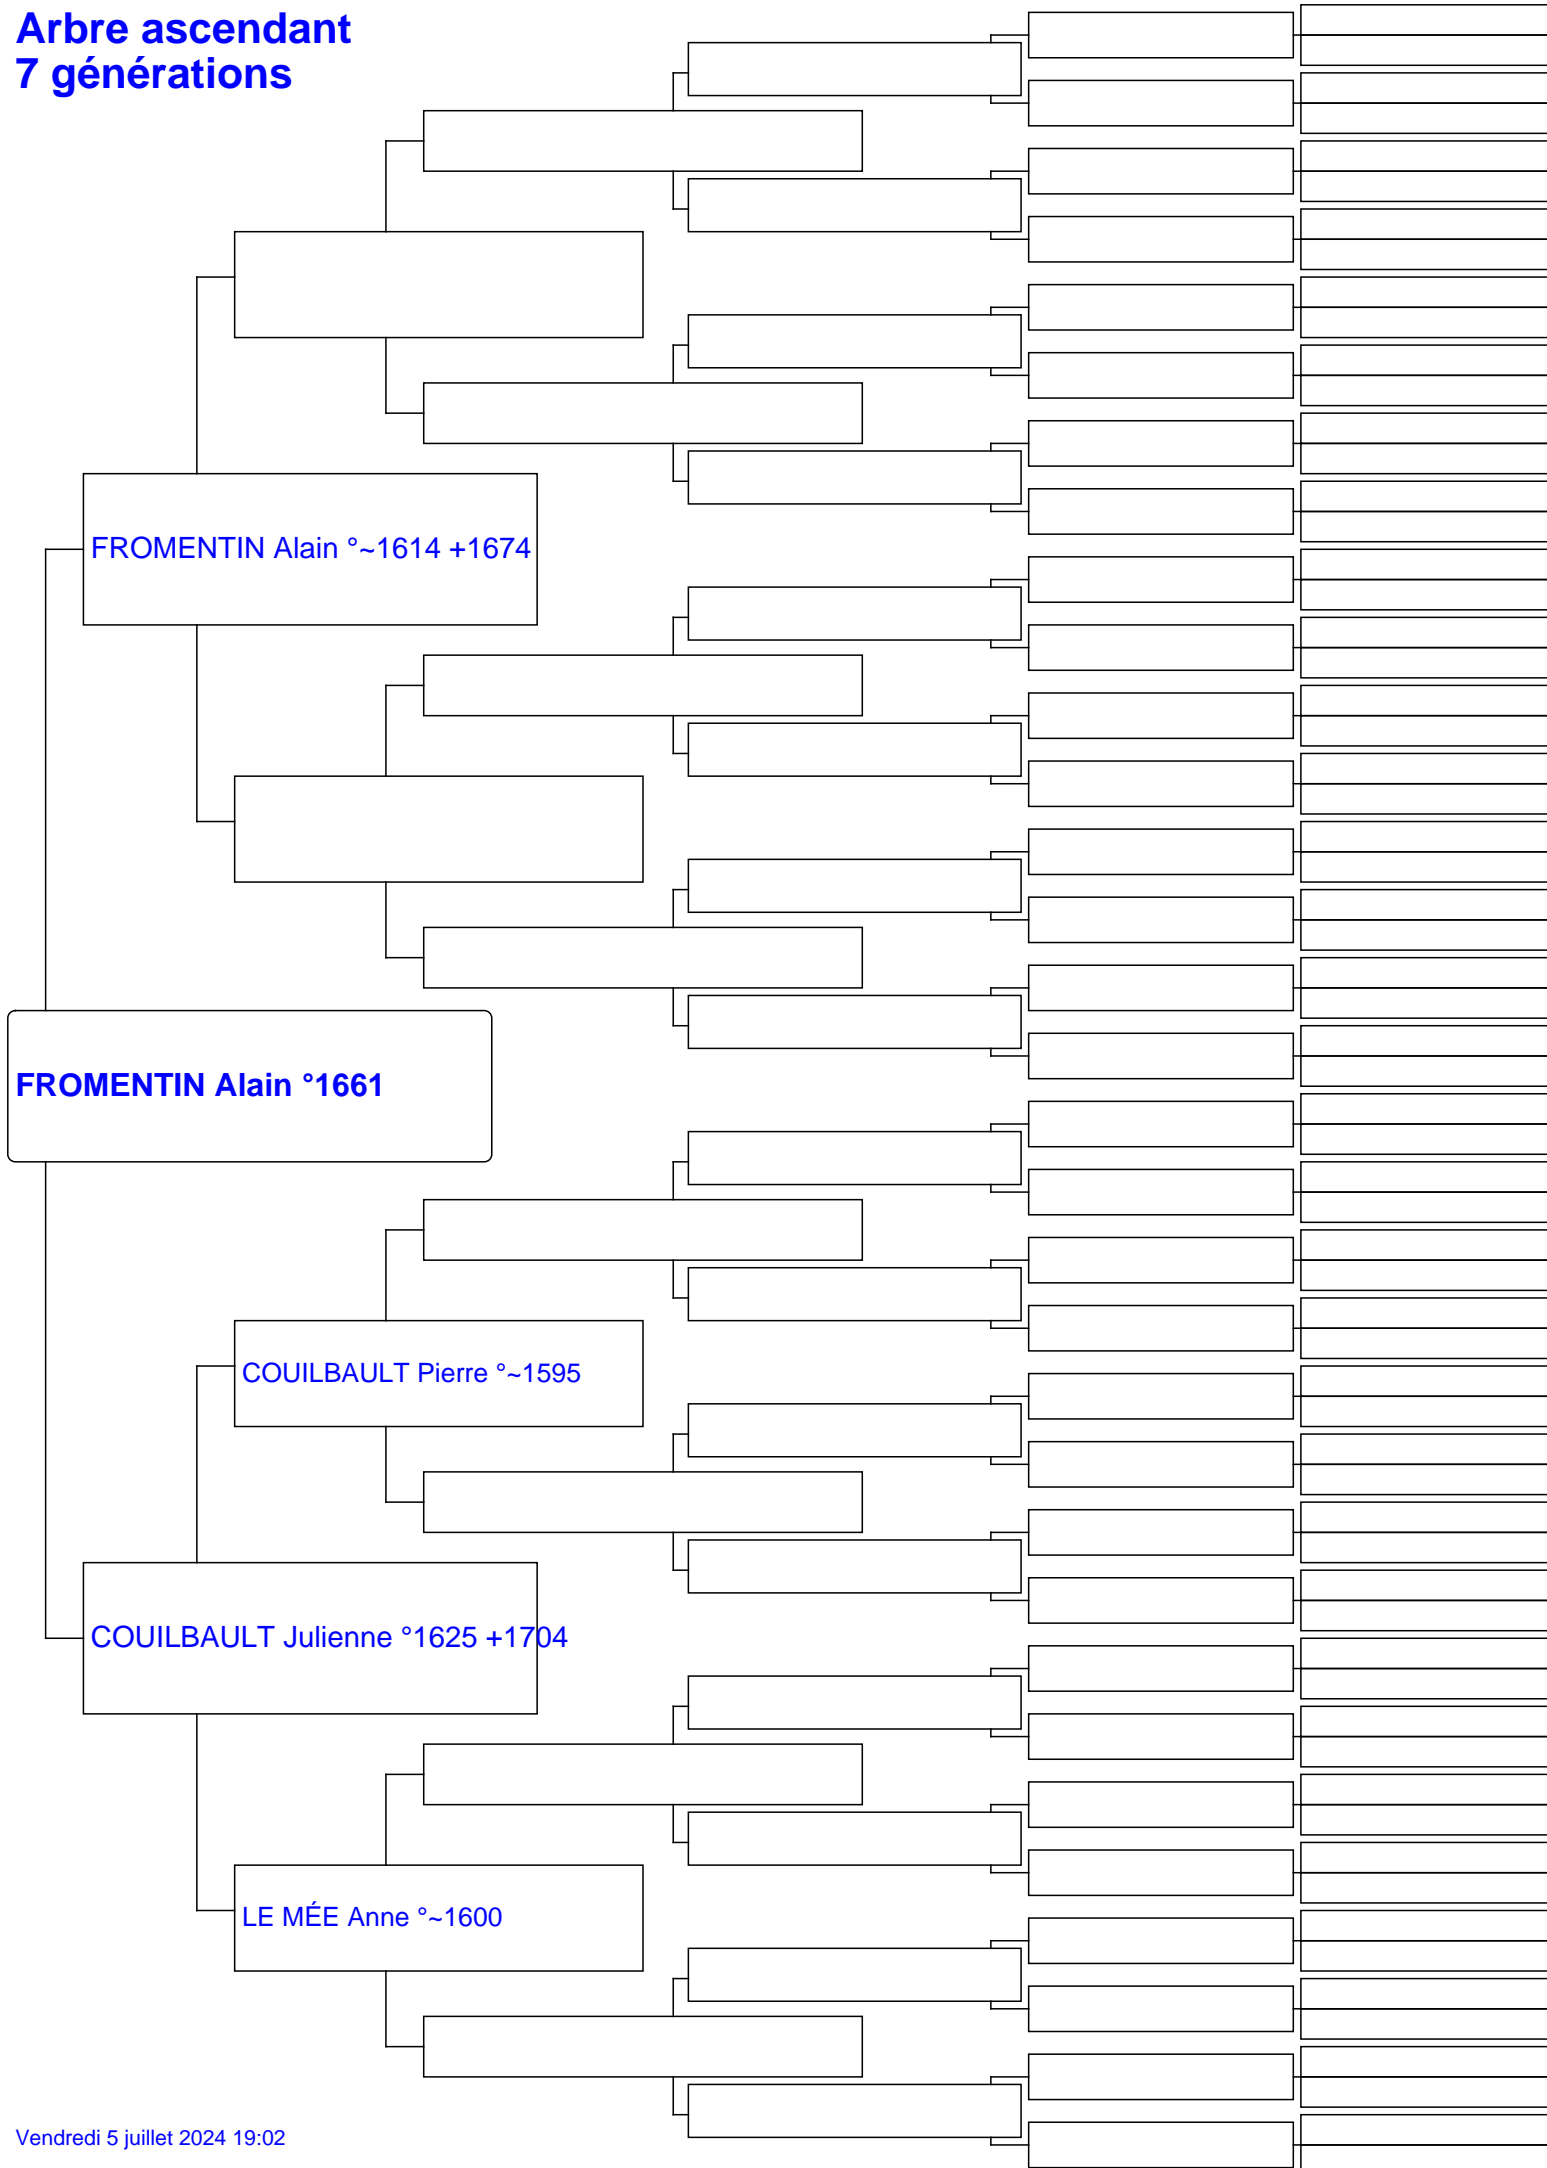 Arbre ascendant
7 générations
FROMENTIN Alain °~1614 +1674
FROMENTIN Alain °1661
COUILBAULT Pierre °~1595
COUILBAULT Julienne °1625 +1704
LE MÉE Anne °~1600
Vendredi 5 juillet 2024 19:02